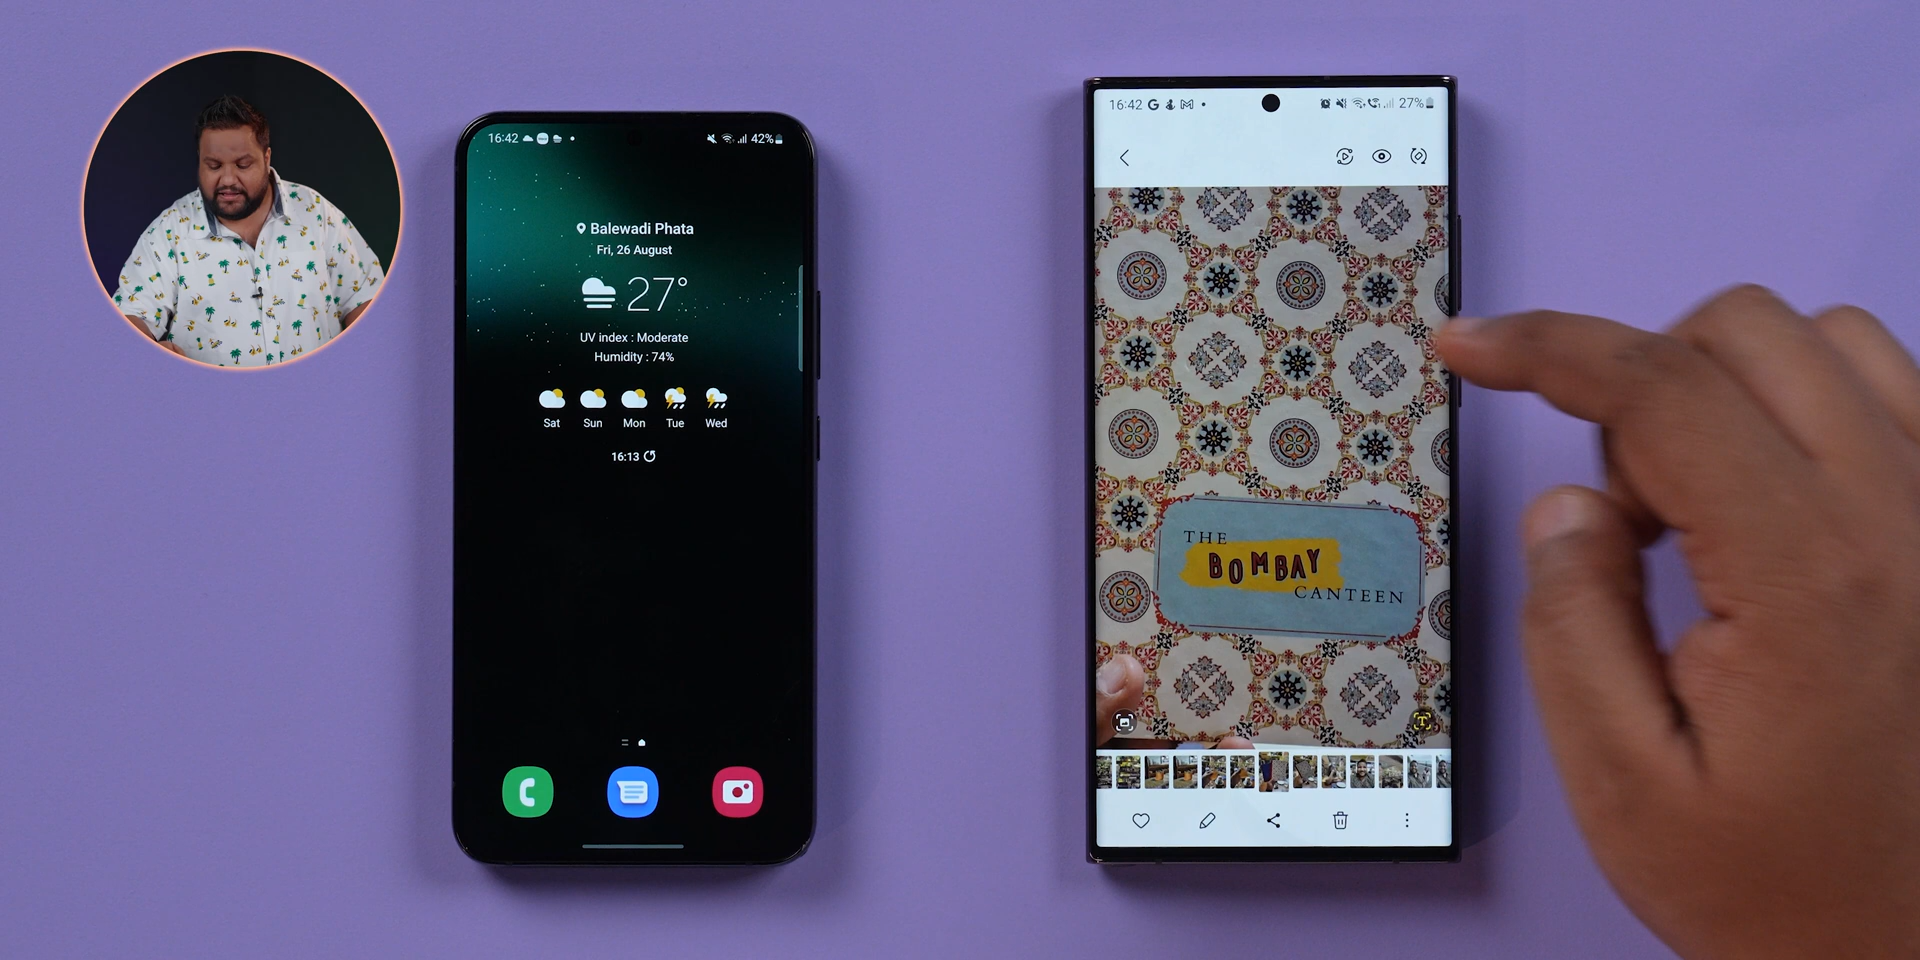 16:42
42%
Balewadi Phata
Fri, 26 August
27°
UV index : Moderate
Humidity : 74%
Sat Sun Mon Tue Wed
16:13
16:42 G M
27%
THE
BOMBAY
CANTEEN
T